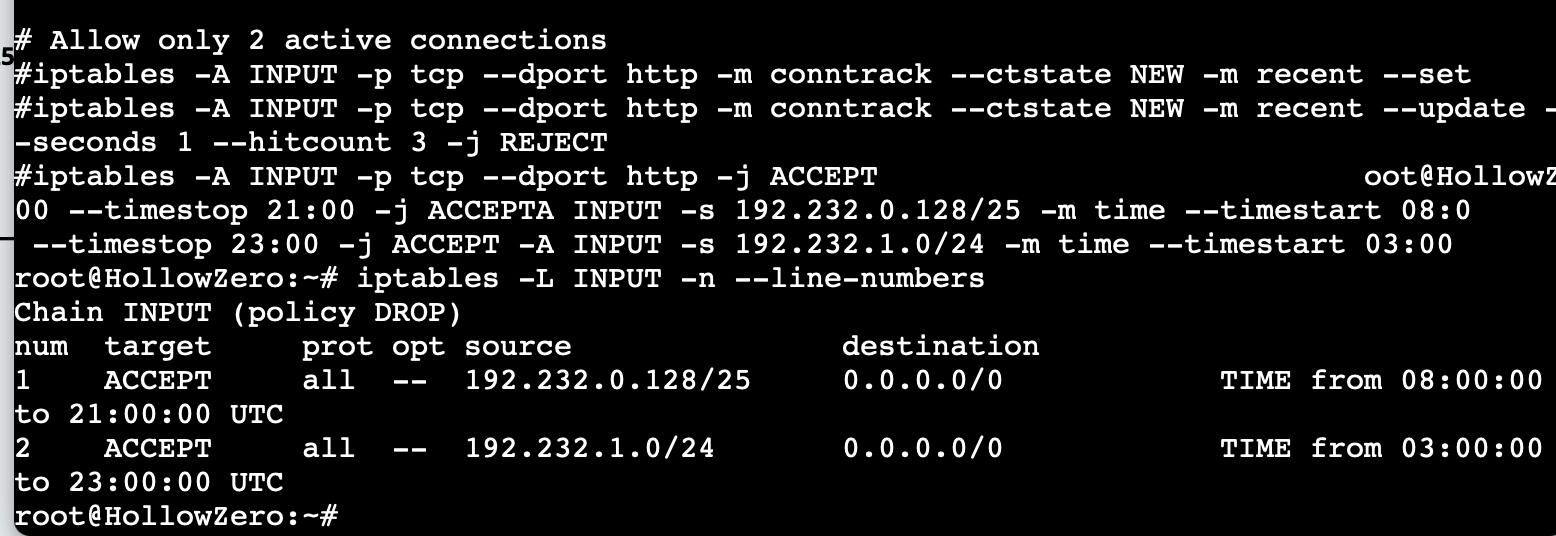 # Allow only 2 active connections
5#iptables -A INPUT -p tcp --dport http -m conntrack --ctstate NEW -m recent --set
#iptables -A INPUT -p tcp --dport http -m conntrack --ctstate NEW -m recent --update -
-seconds 1 --hitcount 3 -j REJECT
#iptables -A INPUT -p tcp --dport http -j ACCEPT                           oot@HollowZ
00 --timestop 21:00 -j ACCEPTA INPUT -s 192.232.0.128/25 -m time --timestart 08:0
 --timestop 23:00 -j ACCEPT -A INPUT -s 192.232.1.0/24 -m time --timestart 03:00
root@HollowZero:~# iptables -L INPUT -n --line-numbers
Chain INPUT (policy DROP)
num  target     prot opt source               destination
1    ACCEPT     all  --  192.232.0.128/25     0.0.0.0/0            TIME from 08:00:00
to 21:00:00 UTC
2    ACCEPT     all  --  192.232.1.0/24       0.0.0.0/0            TIME from 03:00:00
to 23:00:00 UTC
root@HollowZero:~#